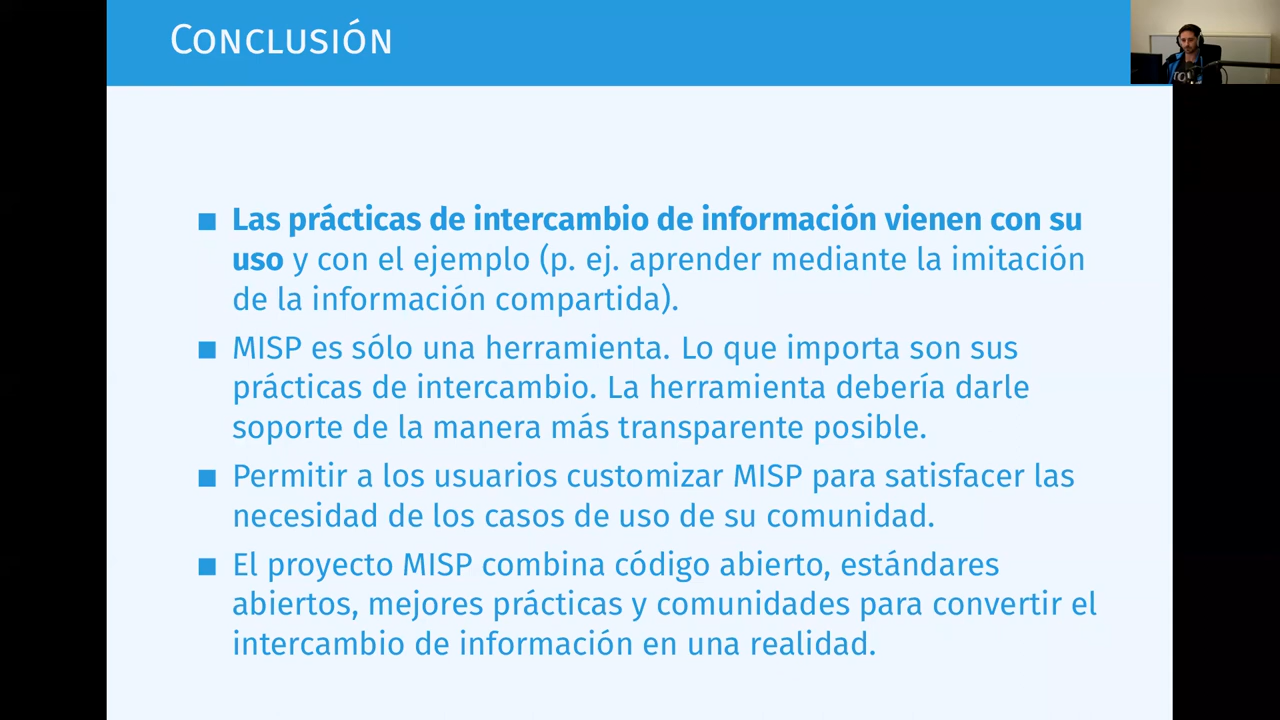 Conclusión
Las prácticas de intercambio de información vienen con su
uso y con el ejemplo (p. ej. aprender mediante la imitación
de la información compartida).
MISP es sólo una herramienta. Lo que importa son sus
prácticas de intercambio. La herramienta debería darle
soporte de la manera más transparente posible.
Permitir a los usuarios customizar MISP para satisfacer las
necesidad de los casos de uso de su comunidad.
El proyecto MISP combina código abierto, estándares
abiertos, mejores prácticas y comunidades para convertir el
intercambio de información en una realidad.